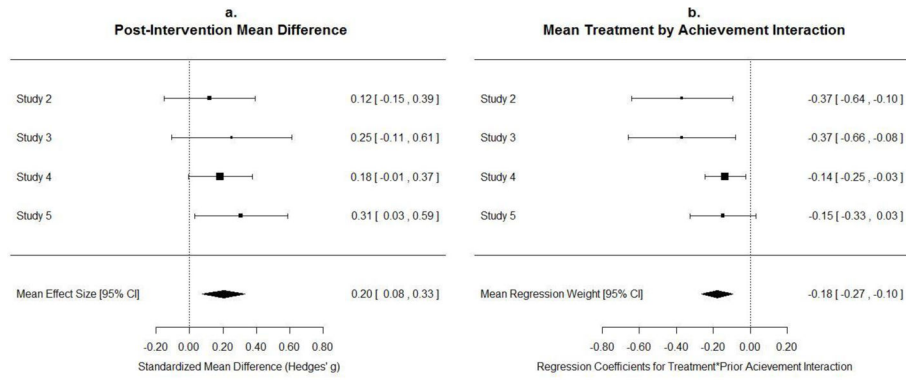 a.
Post-Intervention Mean Difference
Study 2 0.12 [ -0.15 , 0.39 ]
Study 3 0.25 [ -0.11 , 0.61 ]
Study 4 0.18 [ -0.01 , 0.37 ]
Study 5 0.31 [ 0.03 , 0.59 ]
Mean Effect Size [95% CI] 0.20 [ 0.08 , 0.33 ]
-0.20 0.00 0.20 0.40 0.60 0.80
Standardized Mean Difference (Hedges' g)
b.
Mean Treatment by Achievement Interaction
Study 2 -0.37 [ -0.64 , -0.10 ]
Study 3 -0.37 [ -0.66 , -0.08 ]
Study 4 -0.14 [ -0.25 , -0.03 ]
Study 5 -0.15 [ -0.33 , 0.03 ]
Mean Regression Weight [95% CI] -0.18 [ -0.27 , -0.10 ]
-0.80 -0.60 -0.40 -0.20 0.00 0.20
Regression Coefficients for Treatment*Prior Acievement Interaction